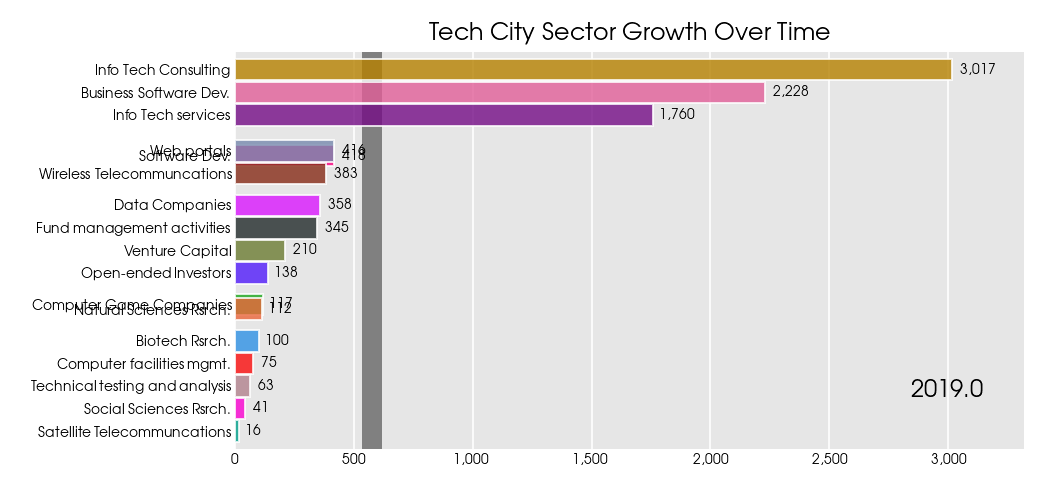 Tech City Sector Growth Over Time
Info Tech Consulting 3,017
Business Software Dev. 2,228
Info Tech services 1,760
Web portals 416
Software Dev. 418
Wireless Telecommuncations 383
Data Companies 358
Fund management activities 345
Venture Capital 210
Open-ended Investors 138
Computer Game Companies 117
Natural Sciences Rsrch. 112
Biotech Rsrch. 100
Computer facilities mgmt. 75
Technical testing and analysis 63
Social Sciences Rsrch. 41
Satellite Telecommuncations 16
2019.0
0 500 1,000 1,500 2,000 2,500 3,000